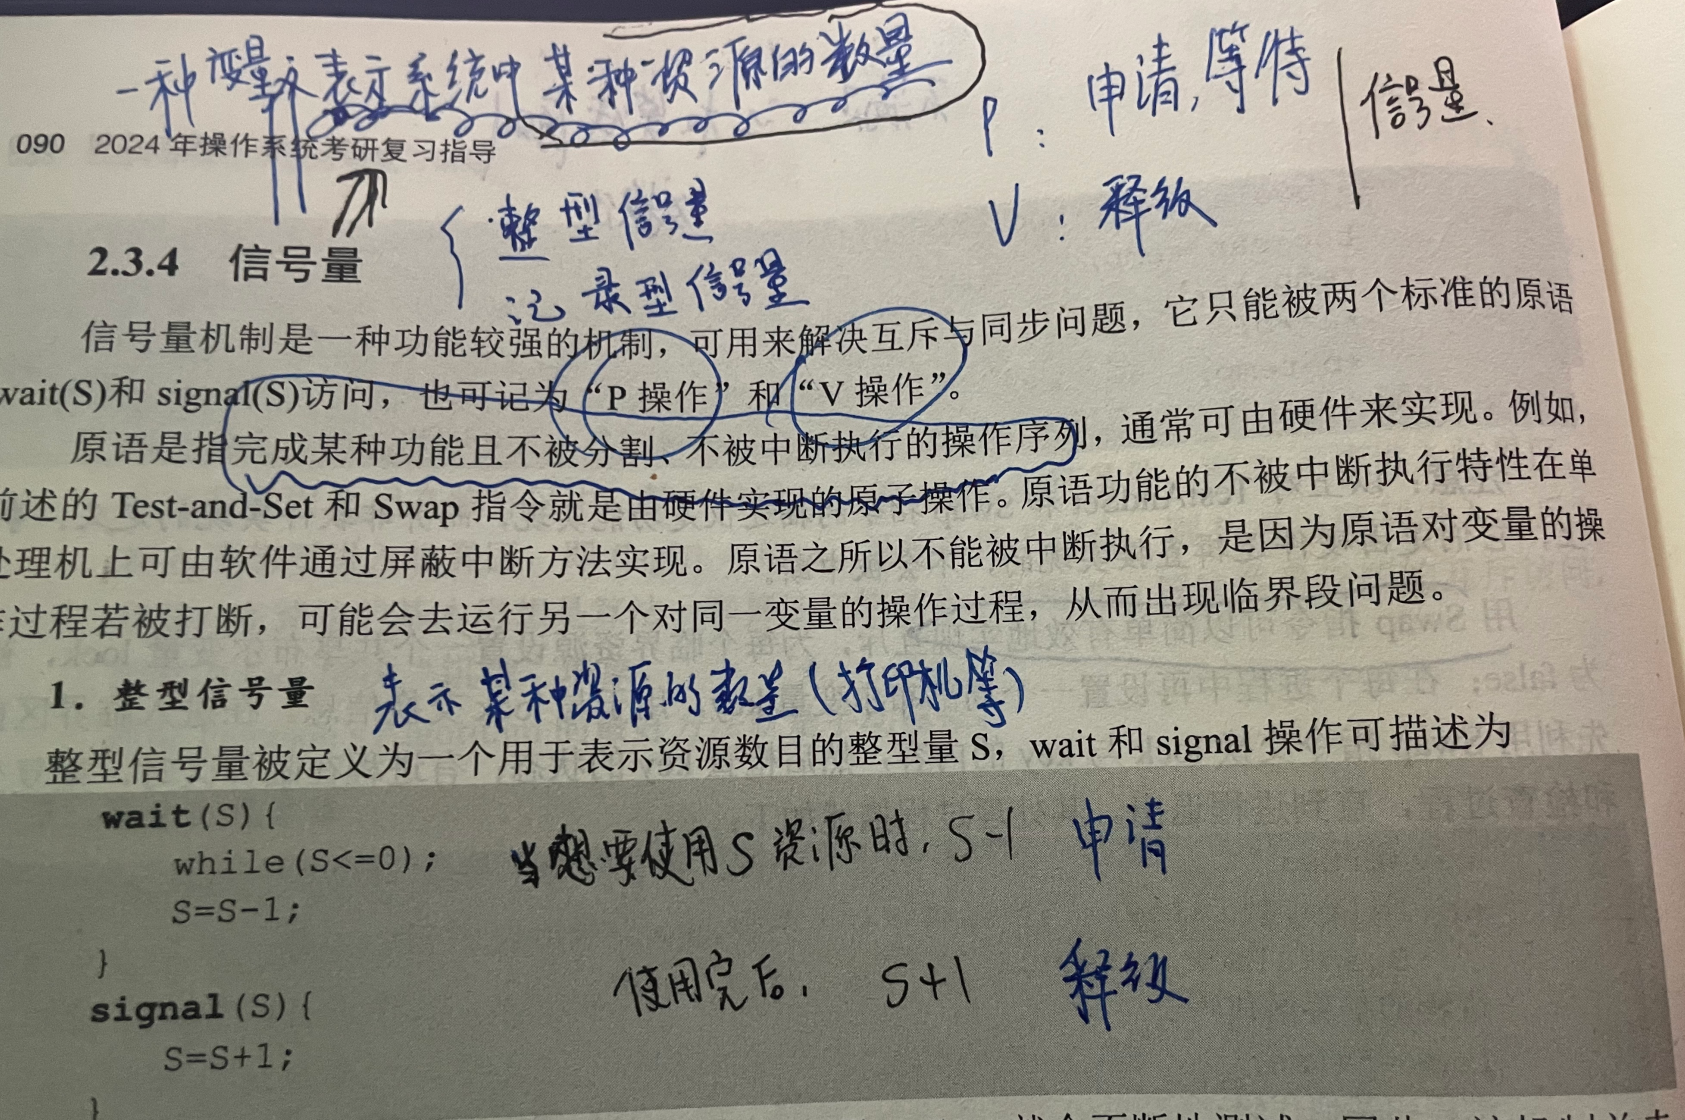 一种变量,表示系统中某种资源的数量
P：申请,等待
信号量、
V：释放
090 2024年操作系统考研复习指导
整型信号量
记录型信号量
2.3.4 信号量
信号量机制是一种功能较强的机制，可用来解决互斥与同步问题，它只能被两个标准的原语
wait(S)和 signal(S)访问，也可记为“P 操作”和“V 操作”。
原语是指完成某种功能且不被分割、不被中断执行的操作序列，通常可由硬件来实现。例如，
前述的 Test-and-Set 和 Swap 指令就是由硬件实现的原子操作。原语功能的不被中断执行特性在单
处理机上可由软件通过屏蔽中断方法实现。原语之所以不能被中断执行，是因为原语对变量的操
作过程若被打断，可能会去运行另一个对同一变量的操作过程，从而出现临界段问题。
1. 整型信号量
表示某种资源的数量(打印机等)
整型信号量被定义为一个用于表示资源数目的整型量 S，wait 和 signal 操作可描述为
wait(S){
while(S<=0);
当想要使用S资源时, S-1 申请
S=S-1;
}
使用完后, S+1 释放
signal(S){
S=S+1;
}